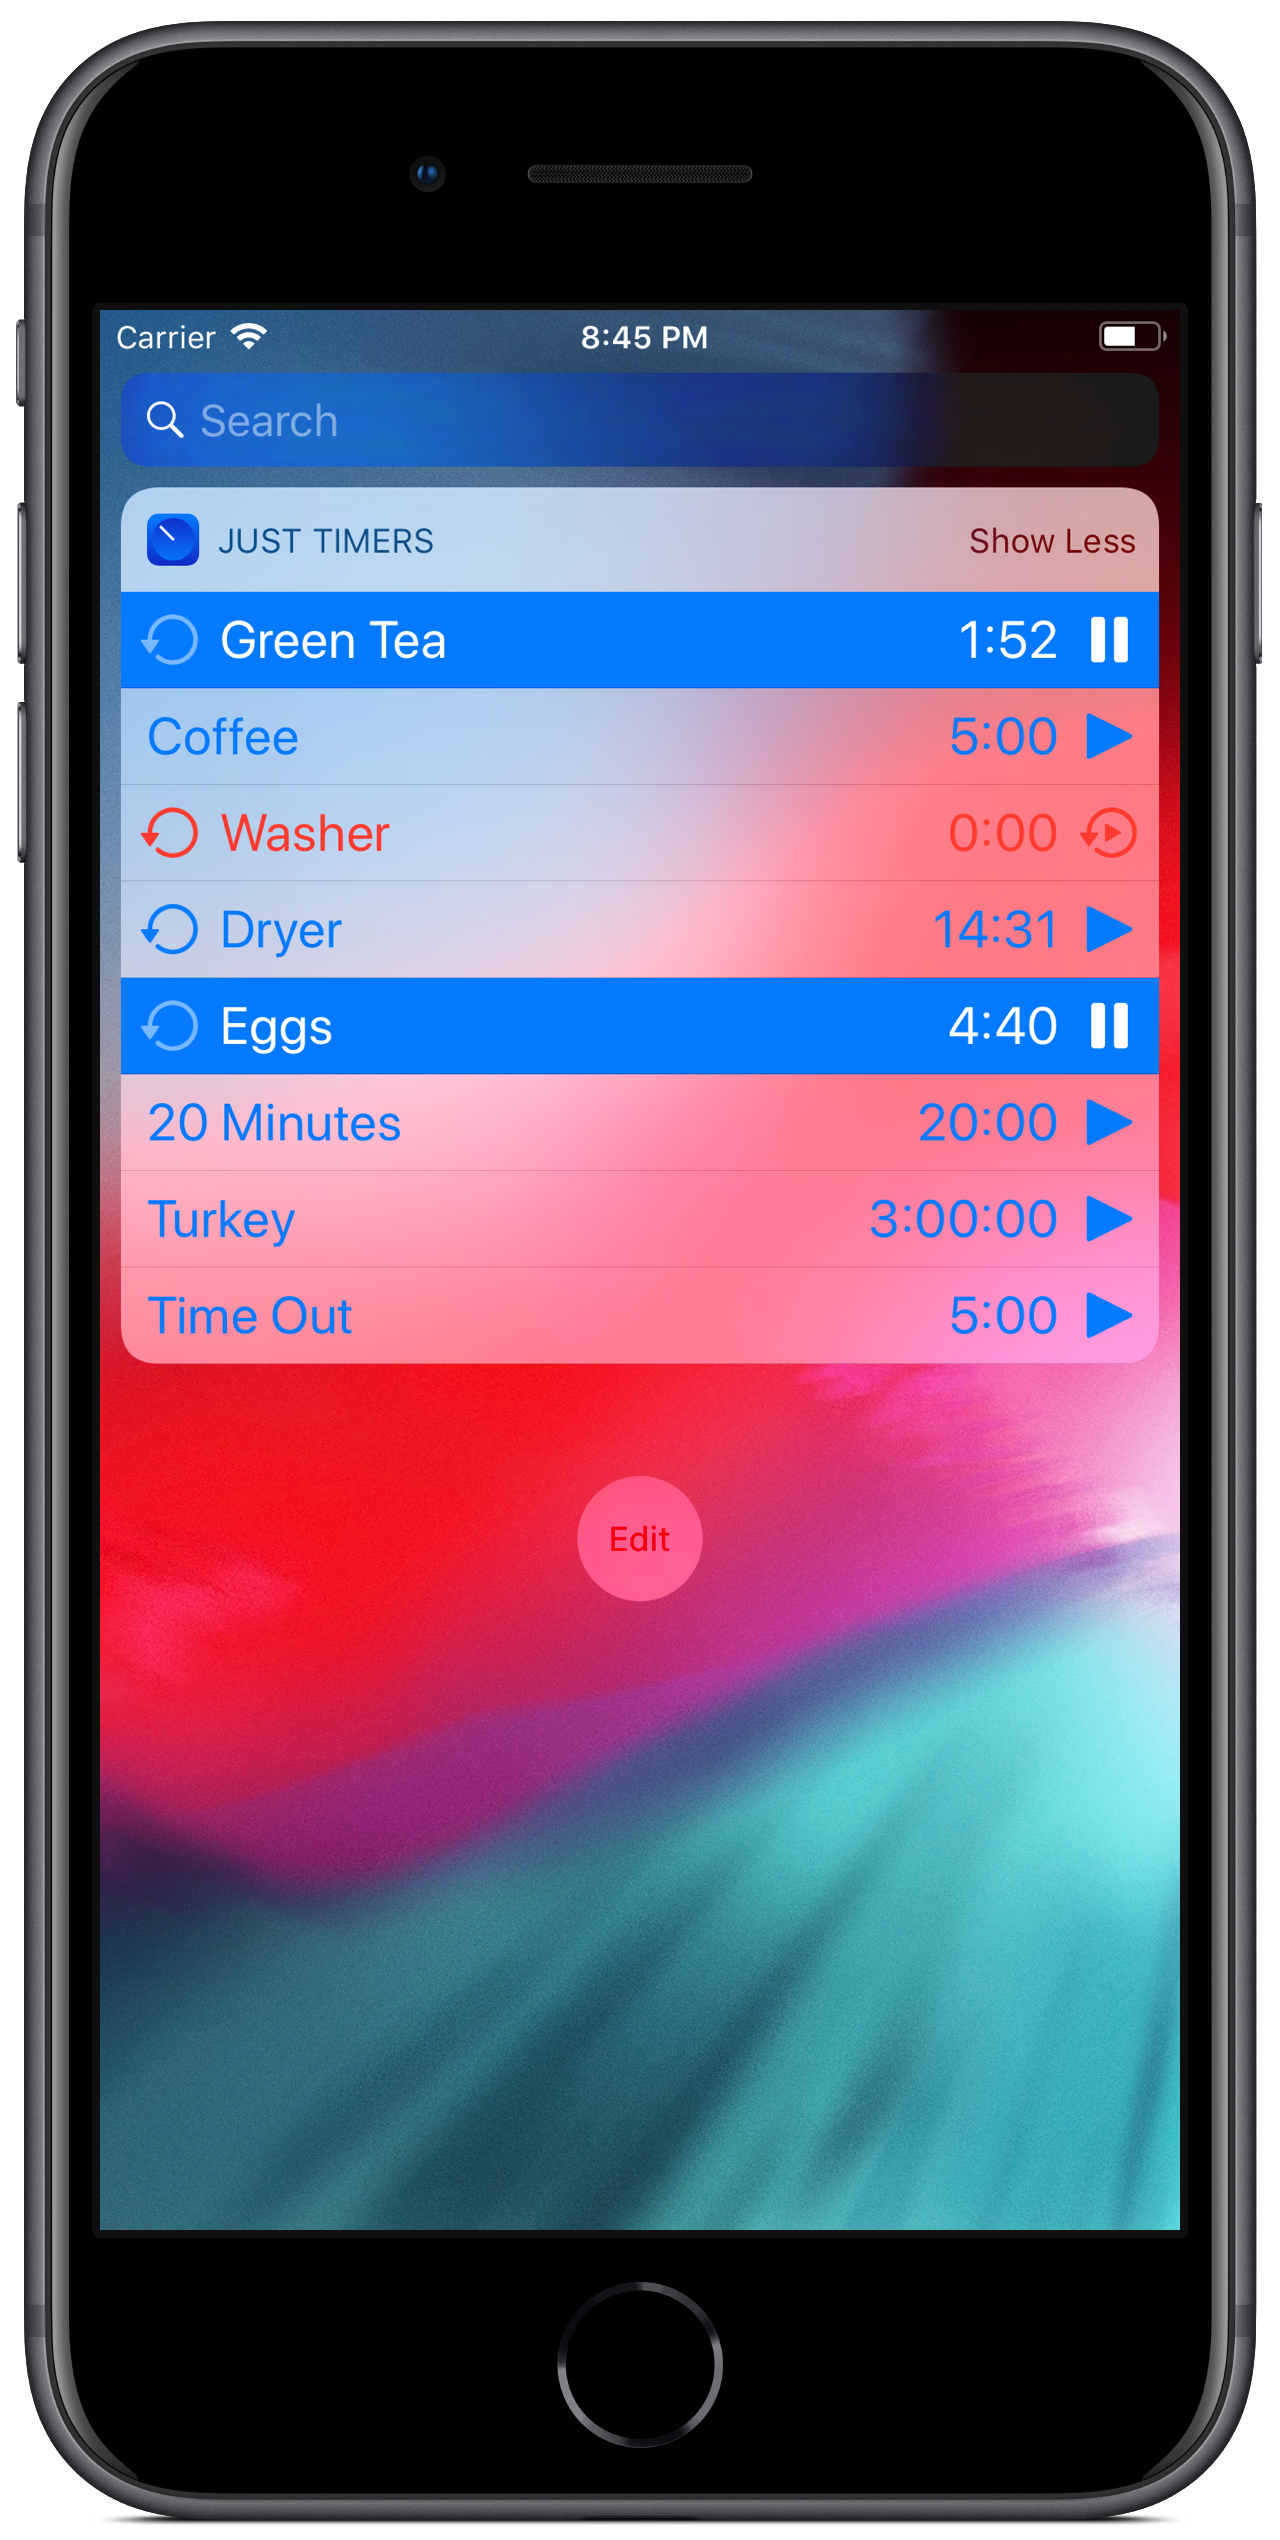 Carrier 8:45 PM
Search
JUST TIMERS Show Less
Green Tea 1:52
Coffee 5:00
Washer 0:00
Dryer 14:31
Eggs 4:40
20 Minutes 20:00
Turkey 3:00:00
Time Out 5:00
Edit